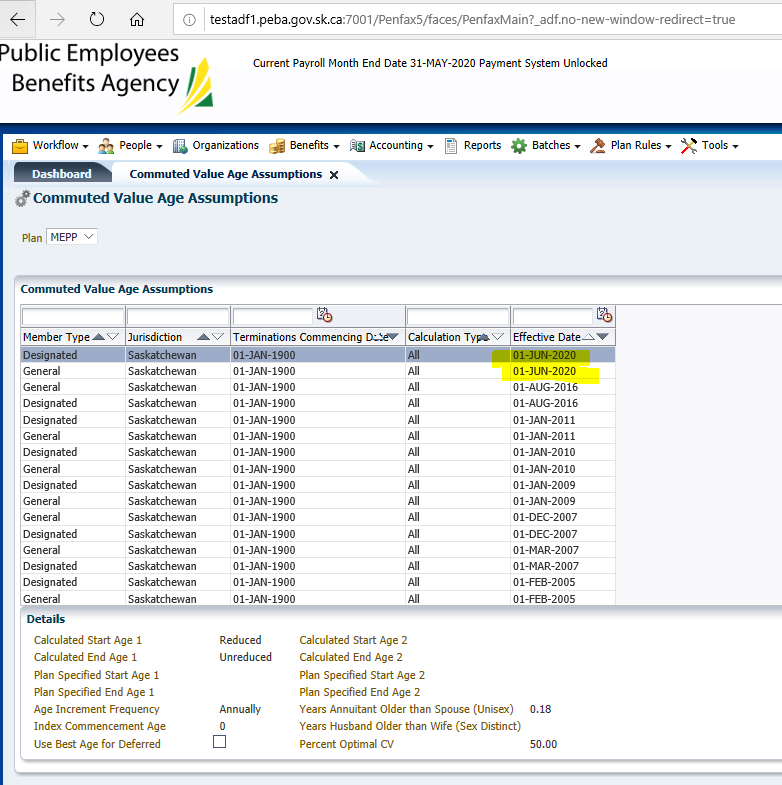 testadf1.peba.gov.sk.ca:7001/Penfax5/faces/PenfaxMain?_adf.no-new-window-redirect=true
Public Employees
Benefits Agency
Current Payroll Month End Date 31-MAY-2020 Payment System Unlocked
Workflow People Organizations Benefits Accounting Reports Batches Plan Rules Tools
Dashboard Commuted Value Age Assumptions
Commuted Value Age Assumptions
Plan MEPP
Commuted Value Age Assumptions
Member Type Jurisdiction Terminations Commencing Date Calculation Type Effective Date
Designated Saskatchewan 01-JAN-1900 All 01-JUN-2020
General Saskatchewan 01-JAN-1900 All 01-JUN-2020
General Saskatchewan 01-JAN-1900 All 01-AUG-2016
Designated Saskatchewan 01-JAN-1900 All 01-AUG-2016
Designated Saskatchewan 01-JAN-1900 All 01-JAN-2011
General Saskatchewan 01-JAN-1900 All 01-JAN-2011
Designated Saskatchewan 01-JAN-1900 All 01-JAN-2010
General Saskatchewan 01-JAN-1900 All 01-JAN-2010
Designated Saskatchewan 01-JAN-1900 All 01-JAN-2009
General Saskatchewan 01-JAN-1900 All 01-JAN-2009
General Saskatchewan 01-JAN-1900 All 01-DEC-2007
Designated Saskatchewan 01-JAN-1900 All 01-DEC-2007
General Saskatchewan 01-JAN-1900 All 01-MAR-2007
Designated Saskatchewan 01-JAN-1900 All 01-MAR-2007
Designated Saskatchewan 01-JAN-1900 All 01-FEB-2005
General Saskatchewan 01-JAN-1900 All 01-FEB-2005
Details
Calculated Start Age 1 Reduced Calculated Start Age 2
Calculated End Age 1 Unreduced Calculated End Age 2
Plan Specified Start Age 1 Plan Specified Start Age 2
Plan Specified End Age 1 Plan Specified End Age 2
Age Increment Frequency Annually Years Annuitant Older than Spouse (Unisex) 0.18
Index Commencement Age 0 Years Husband Older than Wife (Sex Distinct)
Use Best Age for Deferred Percent Optimal CV 50.00